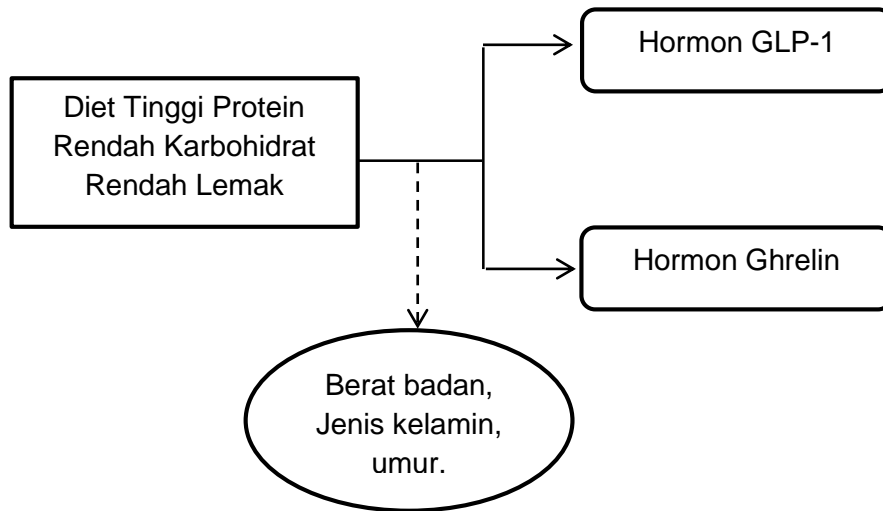 Hormon GLP-1
Diet Tinggi Protein
Rendah Karbohidrat
Rendah Lemak
Hormon Ghrelin
Berat badan,
Jenis kelamin,
umur.